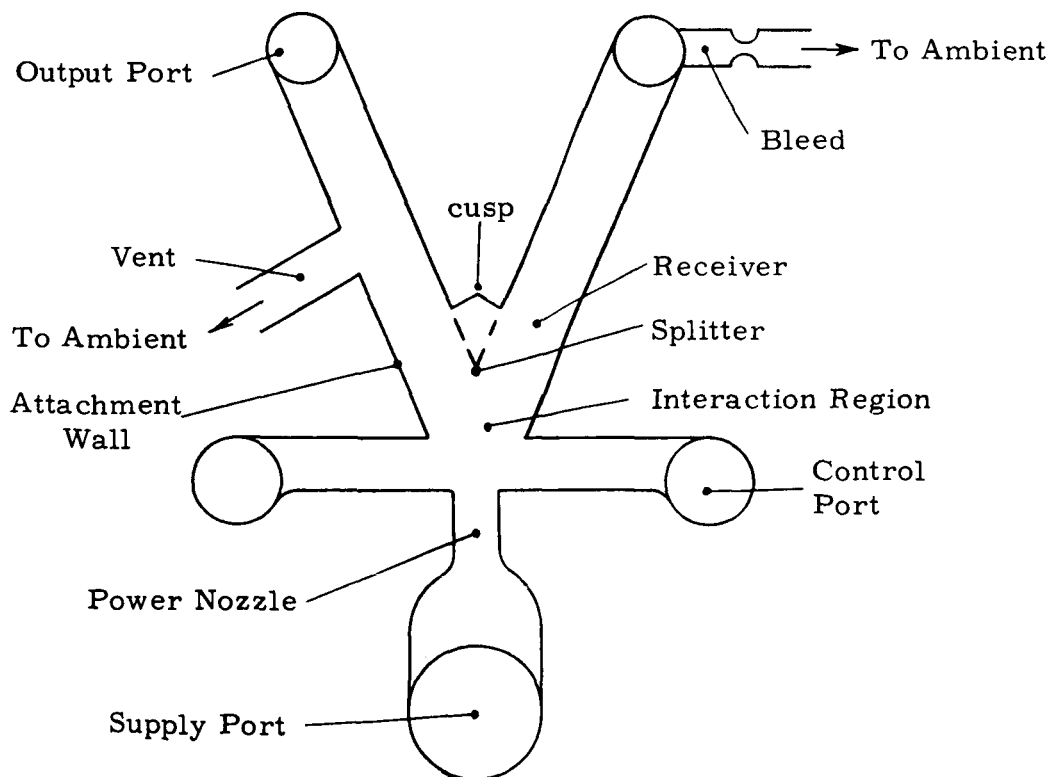 Output Port
To Ambient
Bleed
cusp
Vent
Receiver
To Ambient
Splitter
Attachment
Wall
Interaction Region
Control
Port
Power Nozzle
Supply Port